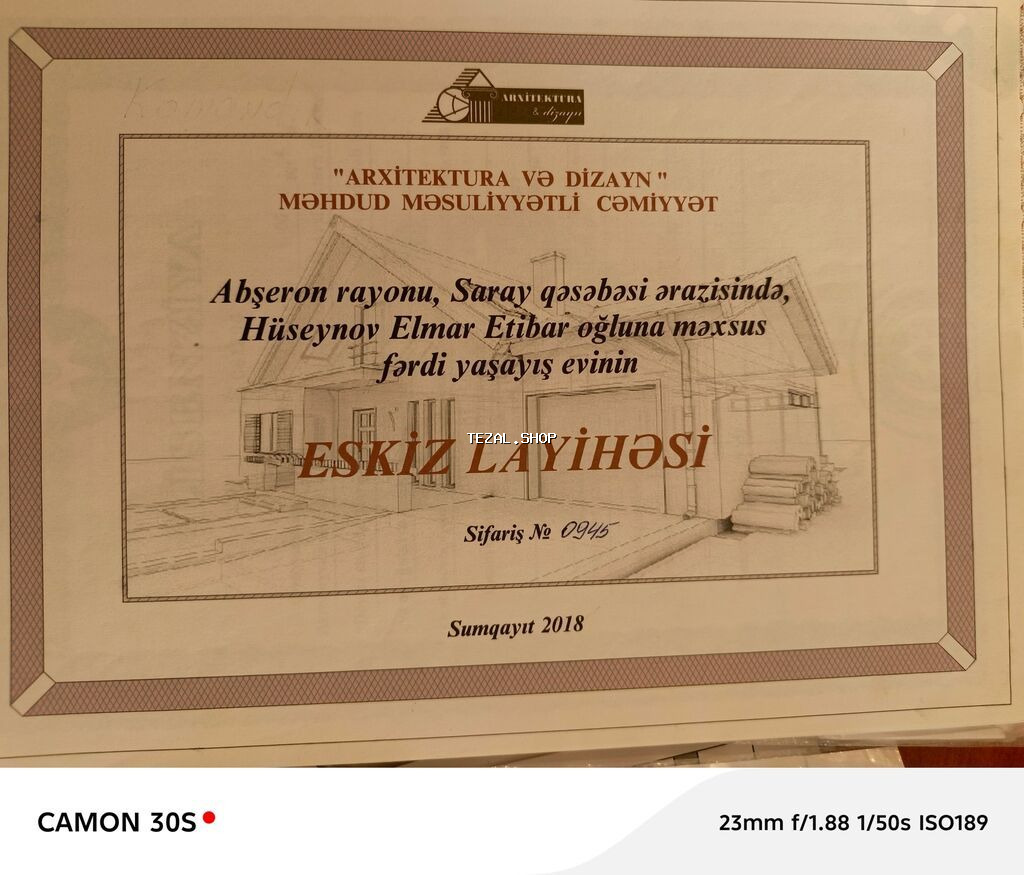 ARXİTEKTURA
& dizayn
"ARXİTEKTURA VƏ DİZAYN"
MƏHDUD MƏSULİYYƏTLİ CƏMİYYƏT
Abşeron rayonu, Saray qəsəbəsi ərazisində,
Hüseynov Elmar Etibar oğluna məxsus
fərdi yaşayış evinin
ESKİZ LAYİHƏSİ
TEZAL.SHOP
Sifariş № 0945
Sumqayıt 2018
CAMON 30S
23mm f/1.88 1/50s ISO189